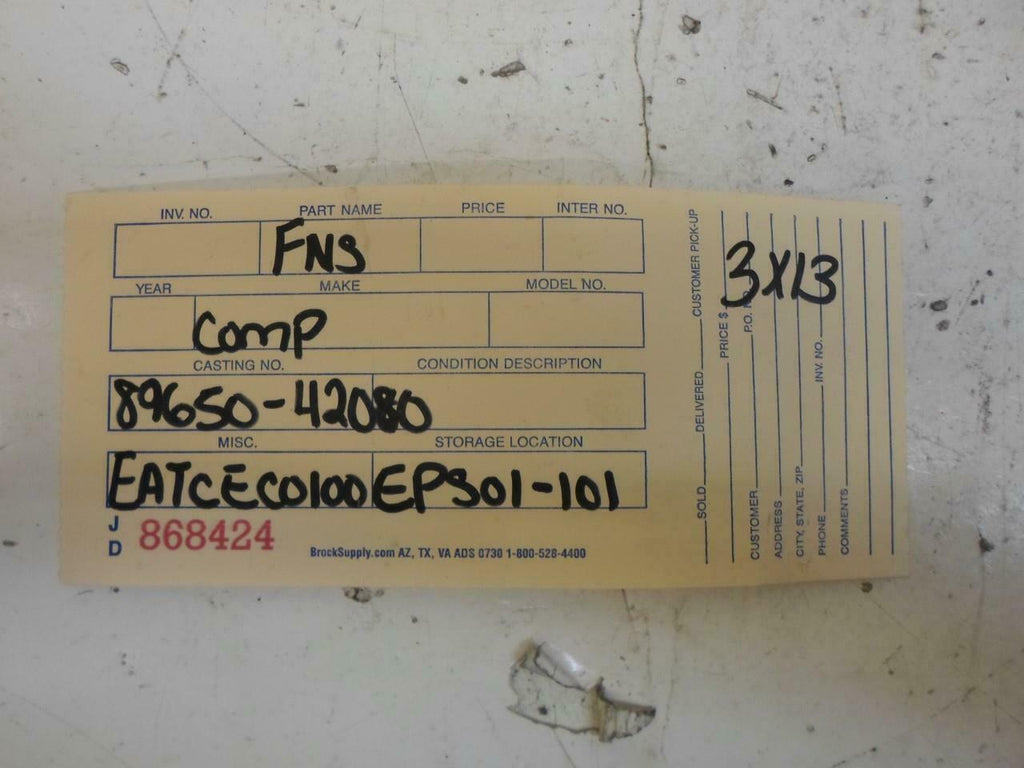 INV. NO. PART NAME PRICE INTER NO.
FNS
YEAR MAKE MODEL NO.
Comp
CASTING NO. CONDITION DESCRIPTION
89650-42080
MISC. STORAGE LOCATION
EATCECO100EPS01-101
J D 868424
BrockSupply.com AZ, TX, VA ADS 0730 1-800-528-4400
SOLD DELIVERED CUSTOMER PICK-UP
3X13
PRICE $
CUSTOMER P.O.
ADDRESS
CITY, STATE, ZIP
PHONE INV. NO.
COMMENTS